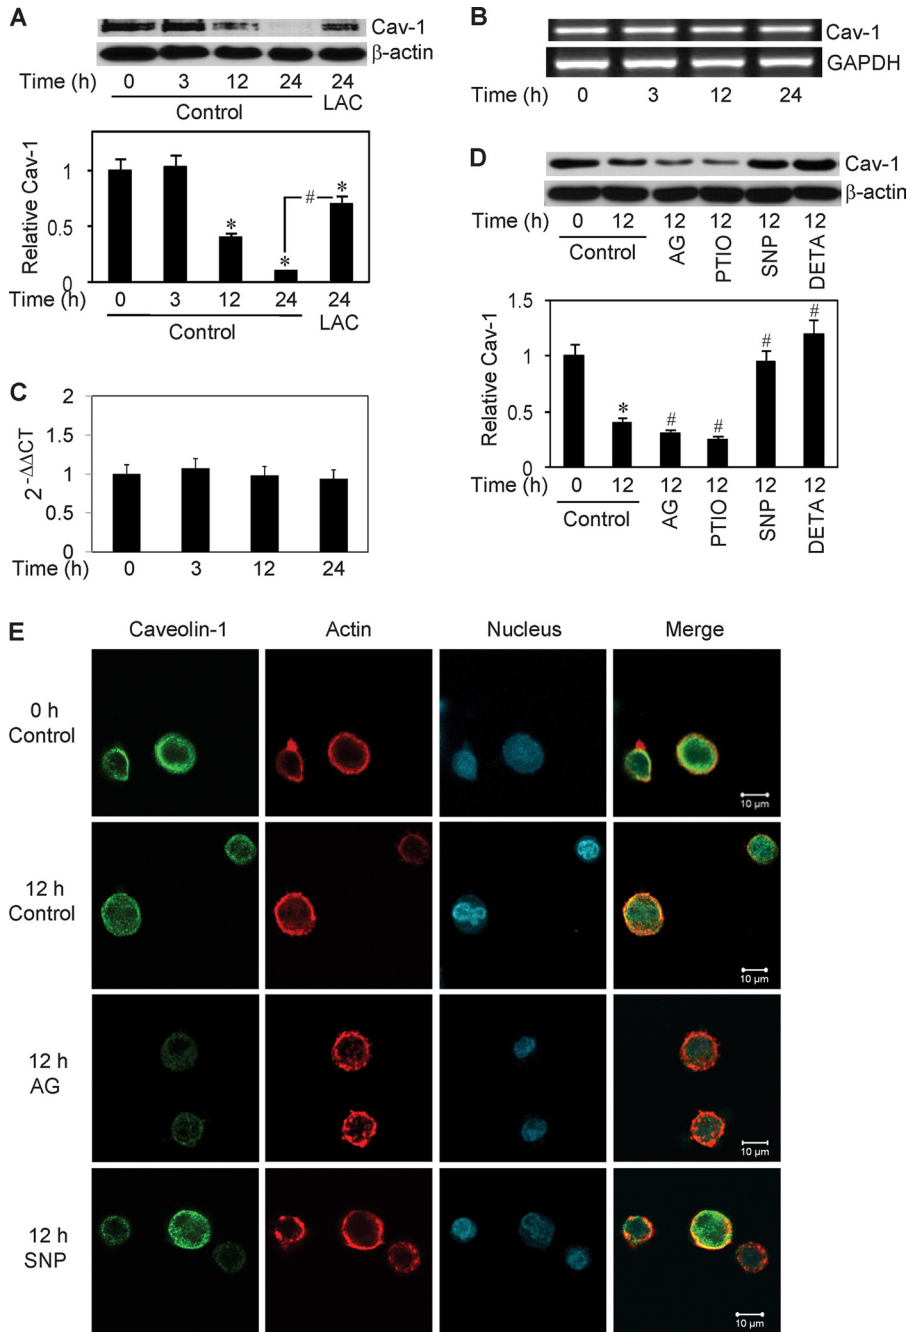 A
Cav-1
β-actin
Time (h) 0 3 12 24 24
Control LAC
Relative Cav-1
1
0.5
0
*
*
#
*
Time (h) 0 3 12 24 24
Control LAC
B
Cav-1
GAPDH
Time (h) 0 3 12 24
C
2-ΔΔCT
2
1.5
1
0.5
0
Time (h) 0 3 12 24
D
Cav-1
β-actin
Time (h) 0 12 12 12 12 12
Control AG PTIO SNP DETA
Relative Cav-1
1.5
1
0.5
0
*
#
#
#
#
Time (h) 0 12 12 12 12 12
Control AG PTIO SNP DETA
E
Caveolin-1 Actin Nucleus Merge
0 h
Control
10 µm
12 h
Control
10 µm
12 h
AG
10 µm
12 h
SNP
10 µm